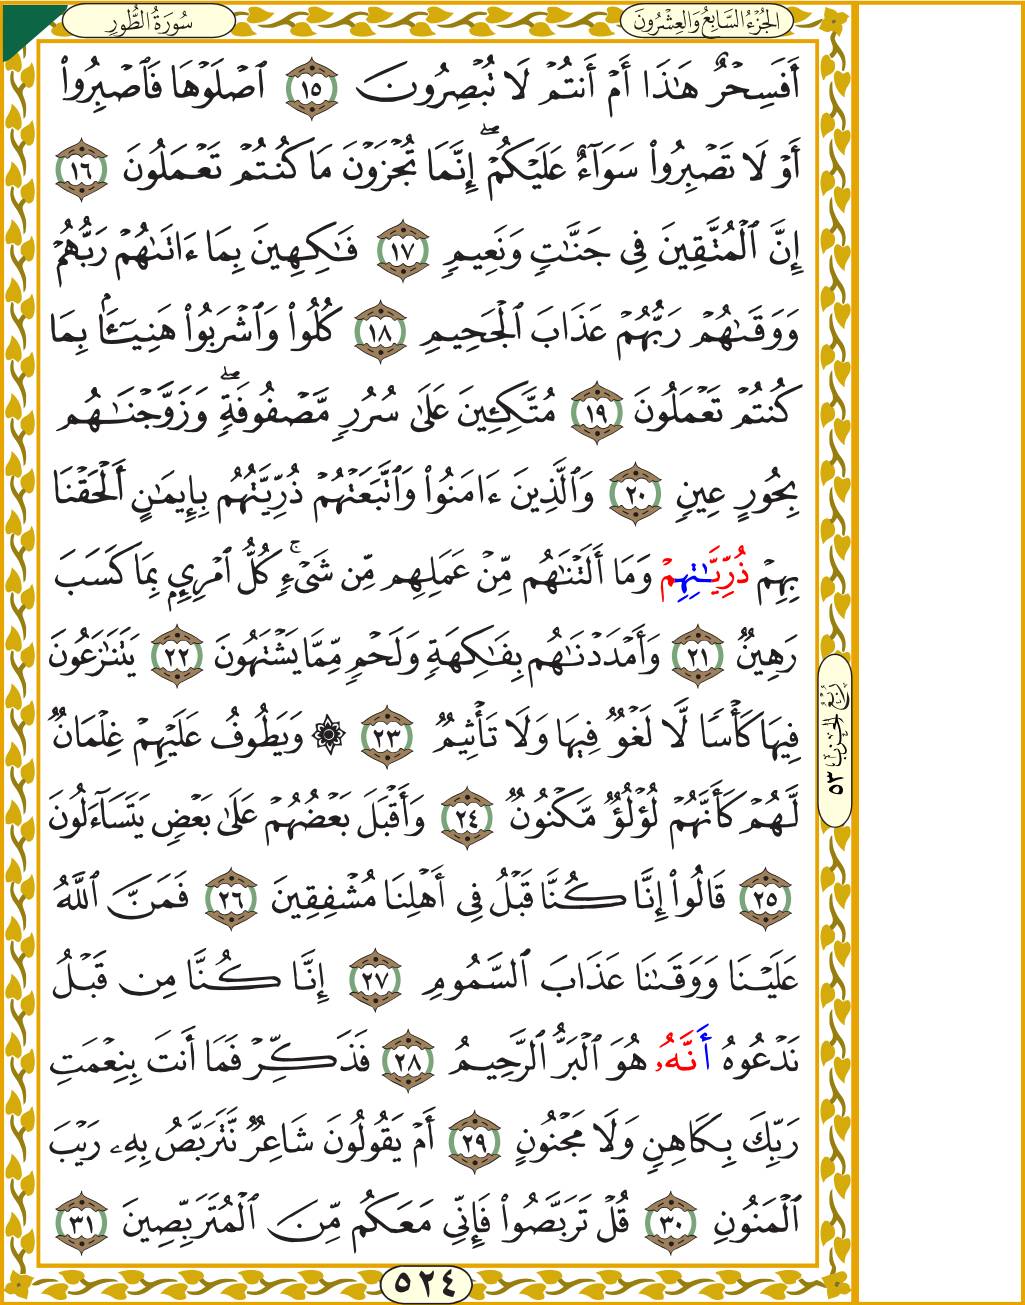 سُورَةُ الطُّورِ
الجُزْءُ السَّابِعُ وَالعِشْرُونَ
أَفَسِحْرٌ هَٰذَا أَمْ أَنتُمْ لَا تُبْصِرُونَ ١٥ ٱصْلَوْهَا فَٱصْبِرُوا۟
أَوْ لَا تَصْبِرُوا۟ سَوَآءٌ عَلَيْكُمْ ۖ إِنَّمَا تُجْزَوْنَ مَا كُنتُمْ تَعْمَلُونَ ١٦
إِنَّ ٱلْمُتَّقِينَ فِى جَنَّٰتٍ وَنَعِيمٍ ١٧ فَٰكِهِينَ بِمَا ءَاتَىٰهُمْ رَبُّهُمْ
وَوَقَىٰهُمْ رَبُّهُمْ عَذَابَ ٱلْجَحِيمِ ١٨ كُلُوا۟ وَٱشْرَبُوا۟ هَنِيٓـًٔۢا بِمَا
كُنتُمْ تَعْمَلُونَ ١٩ مُتَّكِـِٔينَ عَلَىٰ سُرُرٍ مَّصْفُوفَةٍ ۖ وَزَوَّجْنَٰهُم
بِحُورٍ عِينٍ ٢٠ وَٱلَّذِينَ ءَامَنُوا۟ وَٱتَّبَعَتْهُمْ ذُرِّيَّتُهُم بِإِيمَٰنٍ أَلْحَقْنَا
بِهِمْ ذُرِّيَّٰتِهِمْ وَمَا أَلَتْنَٰهُم مِّنْ عَمَلِهِم مِّن شَىْءٍ ۚ كُلُّ ٱمْرِئٍ بِمَا كَسَبَ
رَهِينٌ ٢١ وَأَمْدَدْنَٰهُم بِفَٰكِهَةٍ وَلَحْمٍ مِّمَّا يَشْتَهُونَ ٢٢ يَتَنَٰزَعُونَ
فِيهَا كَأْسًا لَّا لَغْوٌ فِيهَا وَلَا تَأْثِيمٌ ٢٣ ۞ وَيَطُوفُ عَلَيْهِمْ غِلْمَانٌ
لَّهُمْ كَأَنَّهُمْ لُؤْلُؤٌ مَّكْنُونٌ ٢٤ وَأَقْبَلَ بَعْضُهُمْ عَلَىٰ بَعْضٍ يَتَسَآءَلُونَ
٢٥ قَالُوا۟ إِنَّا كُنَّا قَبْلُ فِى أَهْلِنَا مُشْفِقِينَ ٢٦ فَمَنَّ ٱللَّهُ
عَلَيْنَا وَوَقَىٰنَا عَذَابَ ٱلسَّمُومِ ٢٧ إِنَّا كُنَّا مِن قَبْلُ
نَدْعُوهُ أَنَّهُۥ هُوَ ٱلْبَرُّ ٱلرَّحِيمُ ٢٨ فَذَكِّرْ فَمَا أَنتَ بِنِعْمَتِ
رَبِّكَ بِكَاهِنٍ وَلَا مَجْنُونٍ ٢٩ أَمْ يَقُولُونَ شَاعِرٌ نَّتَرَبَّصُ بِهِۦ رَيْبَ
ٱلْمَنُونِ ٣٠ قُلْ تَرَبَّصُوا۟ فَإِنِّى مَعَكُم مِّنَ ٱلْمُتَرَبِّصِينَ ٣١
رُبْعُ الحِزْب ٥٣
٥٢٤